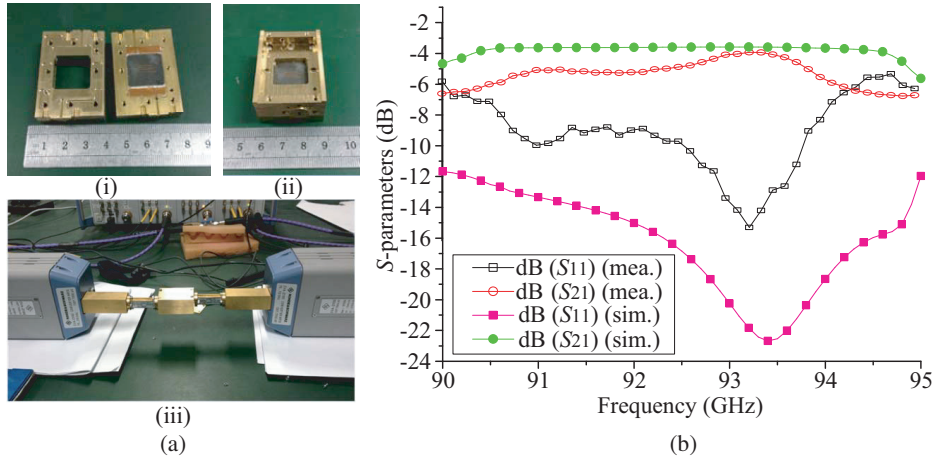 1 2 3 4 5 6 7 8 9
5 6 7 8 9 10
(i)
(ii)
(iii)
(a)
S-parameters (dB)
-2
-4
-6
-8
-10
-12
-14
-16
-18
-20
-22
-24
dB (S11) (mea.)
dB (S21) (mea.)
dB (S11) (sim.)
dB (S21) (sim.)
90 91 92 93 94 95
Frequency (GHz)
(b)